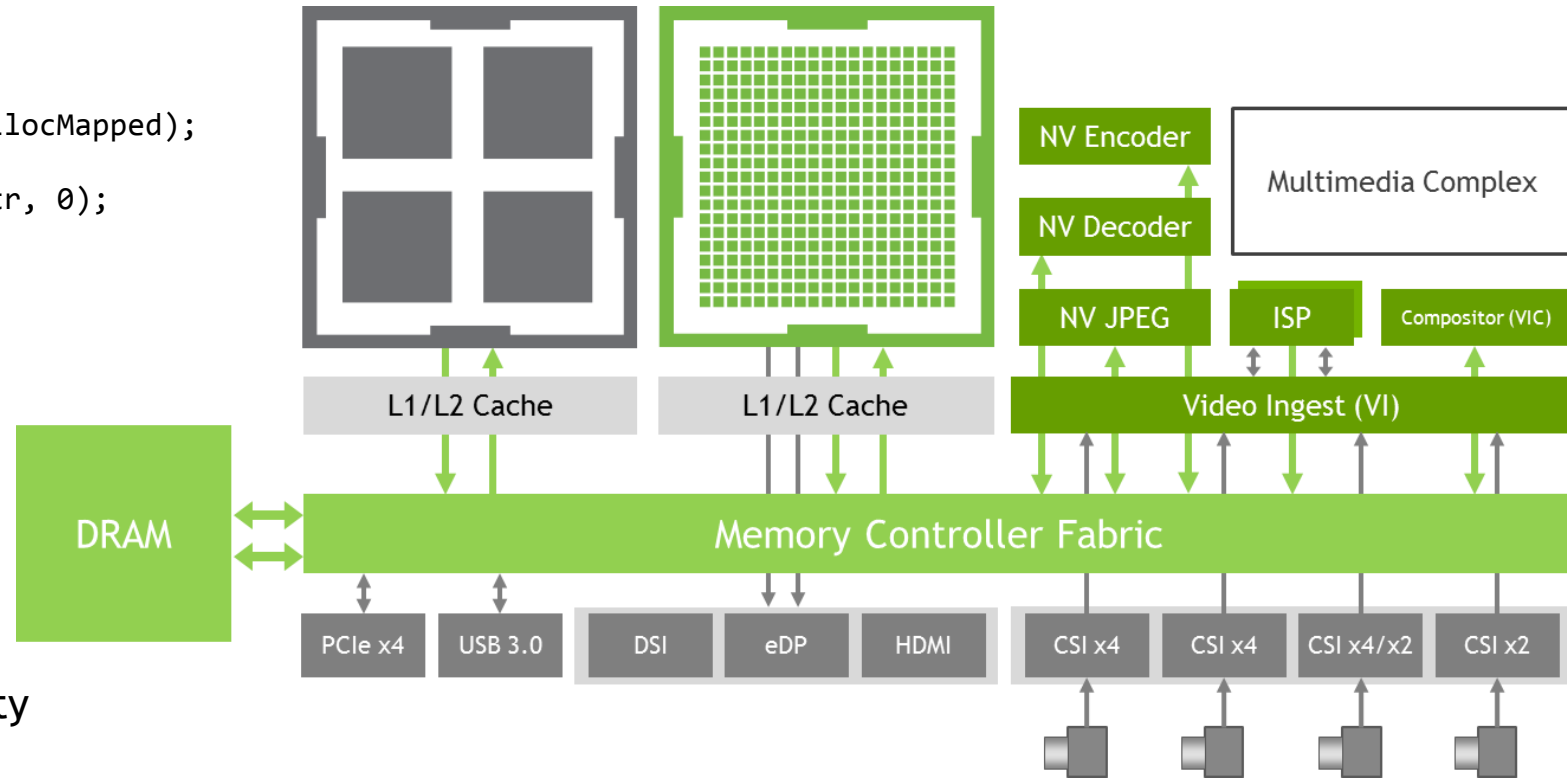 llocMapped);
tr, 0);
NV Encoder
Multimedia Complex
NV Decoder
NV JPEG
ISP
Compositor (VIC)
L1/L2 Cache
L1/L2 Cache
Video Ingest (VI)
DRAM
Memory Controller Fabric
PCIe x4
USB 3.0
DSI
eDP
HDMI
CSI x4
CSI x4
CSI x4/x2
CSI x2
ty